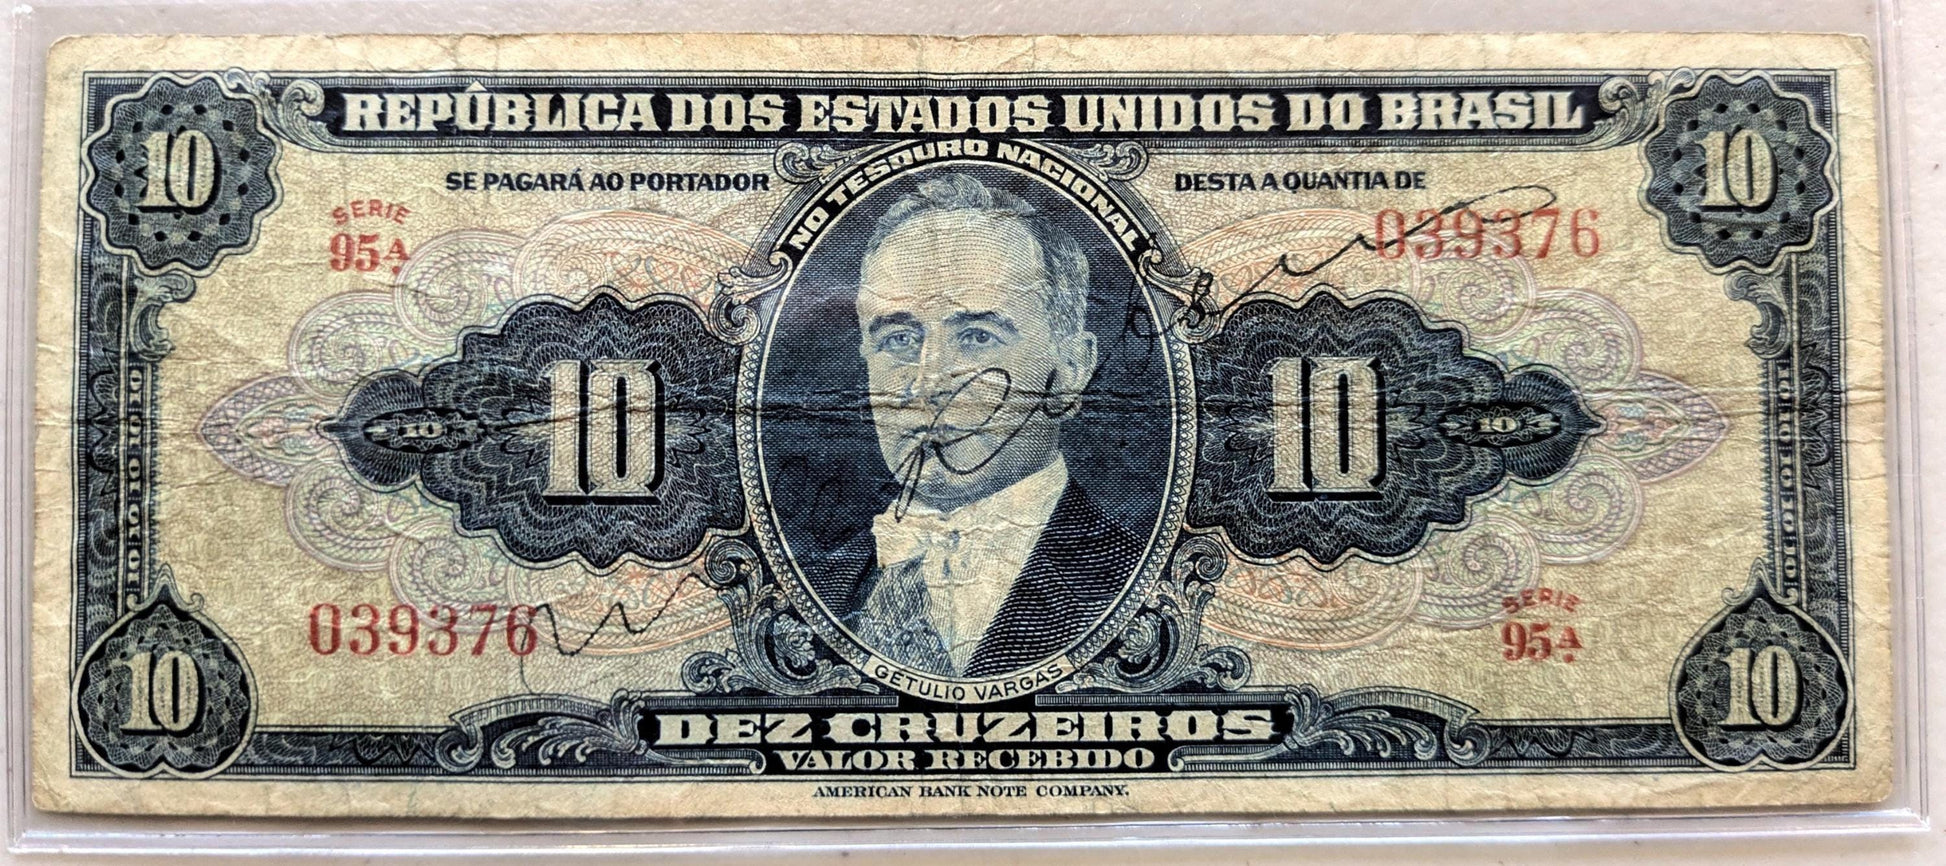 REPÚBLICA DOS ESTADOS UNIDOS DO BRASIL
10 10
NO TESOURO NACIONAL
SE PAGARÁ AO PORTADOR DESTA A QUANTIA DE
SERIE
95A
039376
10 10 10 10
039376
SERIE
95A
GETULIO VARGAS
10 10
DEZ CRUZEIROS
VALOR RECEBIDO
AMERICAN BANK NOTE COMPANY.